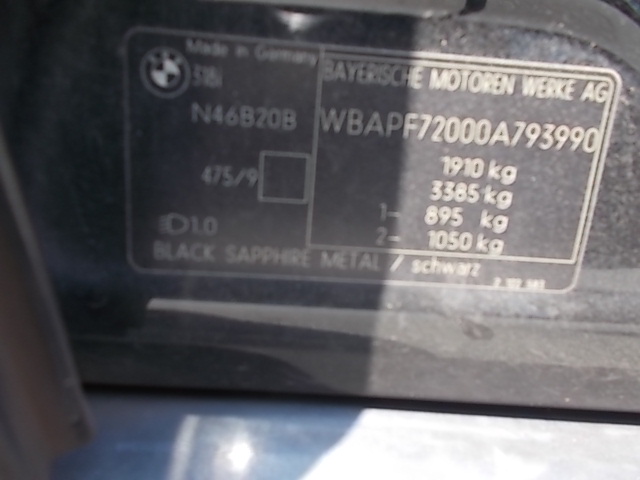 Made in Germany
318i
BAYERISCHE MOTOREN WERKE AG
N46B20B
WBAPF72000A793990
475/9
1910 kg
3385 kg
1- 895 kg
2- 1050 kg
1.0
BLACK SAPPHIRE METAL / schwarz